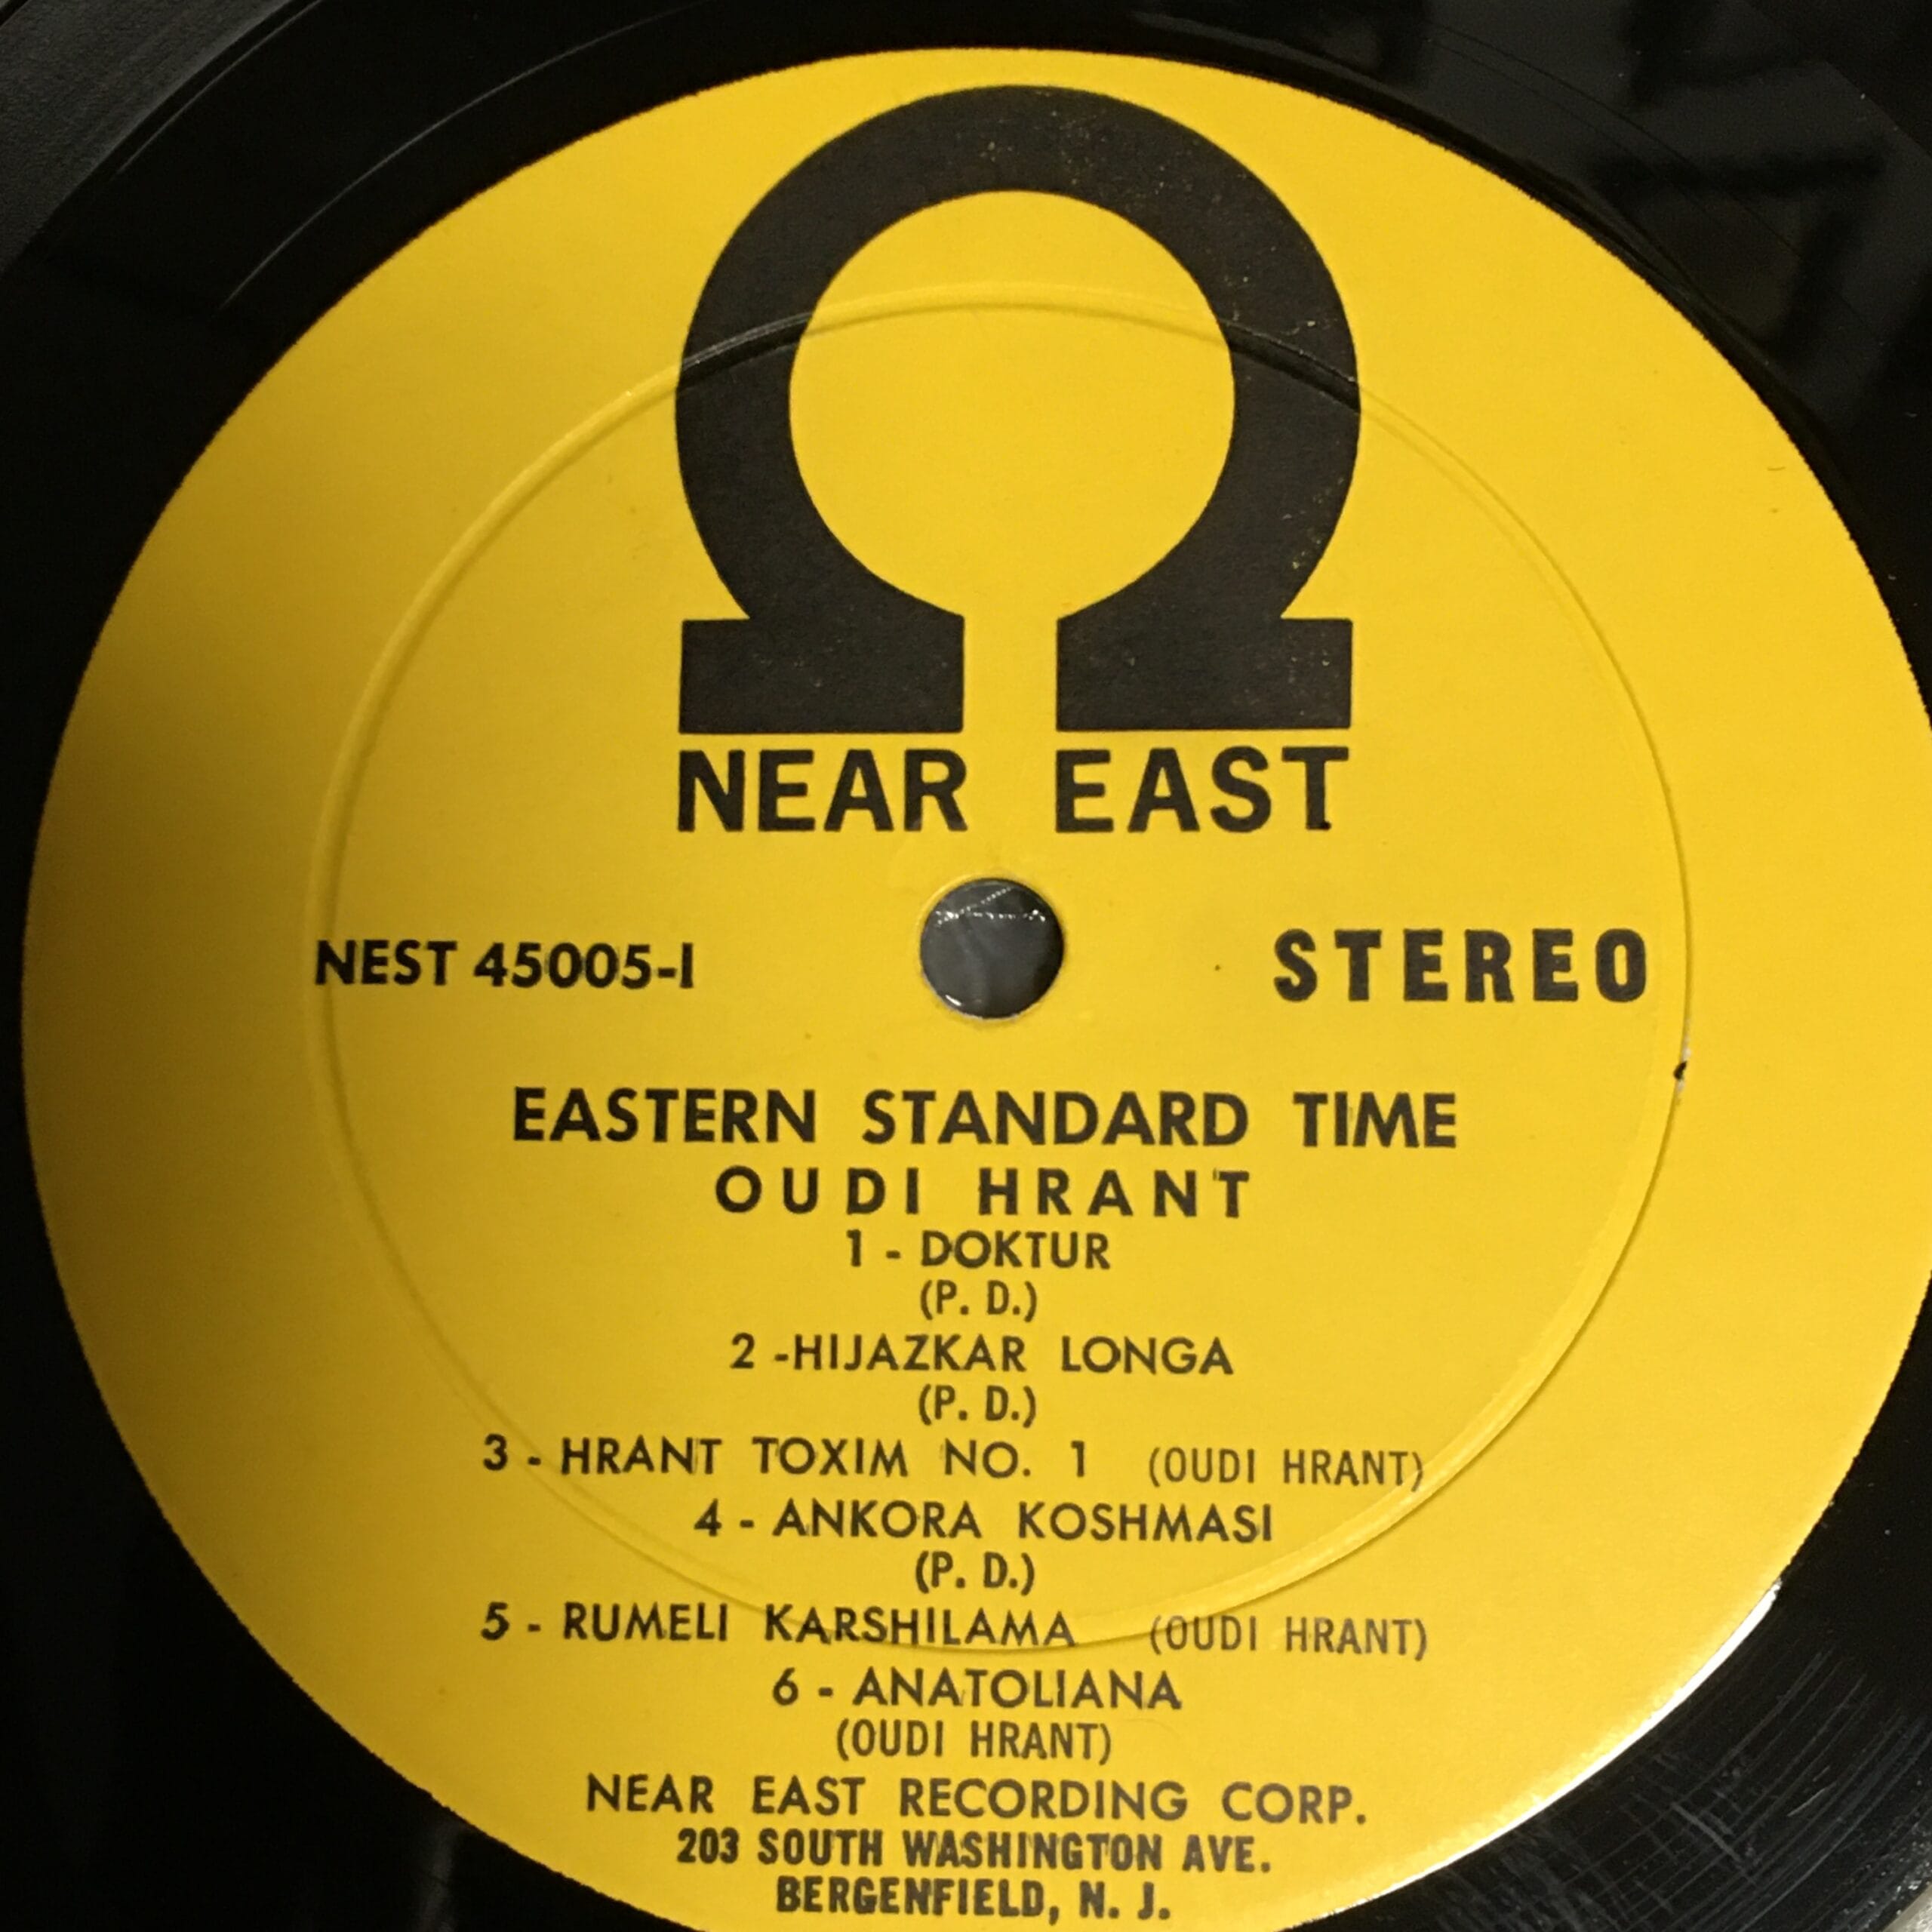 NEAR EAST
NEST 45005-1
STEREO
EASTERN STANDARD TIME
OUDI HRANT
1 - DOKTUR
(P. D.)
2 -HIJAZKAR LONGA
(P. D.)
3 - HRANT TOXIM NO. 1 (OUDI HRANT)
4 - ANKORA KOSHMASI
(P. D.)
5 - RUMELI KARSHILAMA (OUDI HRANT)
6 - ANATOLIANA
(OUDI HRANT)
NEAR EAST RECORDING CORP.
203 SOUTH WASHINGTON AVE.
BERGENFIELD, N. J.